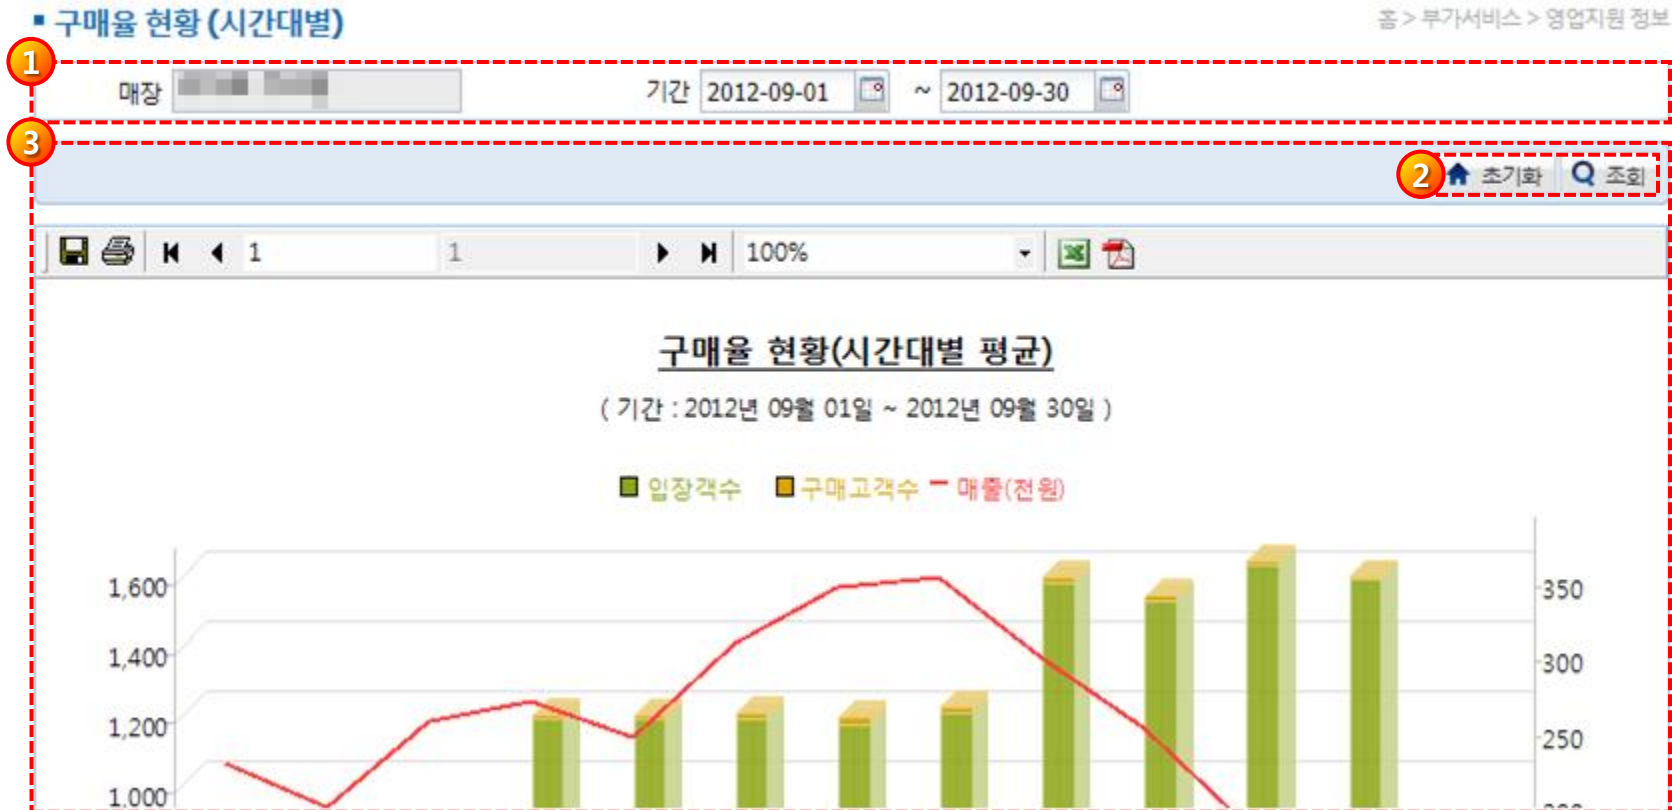 구매율 현황 (시간대별)
홈 > 부가서비스 > 영업지원 정보
1
매장
기간 2012-09-01 ~ 2012-09-30
3
2 초기화 조회
1 1 100%
구매율 현황(시간대별 평균)
( 기간 : 2012년 09월 01일 ~ 2012년 09월 30일 )
입장객수 구매고객수 매출(천원)
1,600 350
1,400 300
1,200 250
1,000